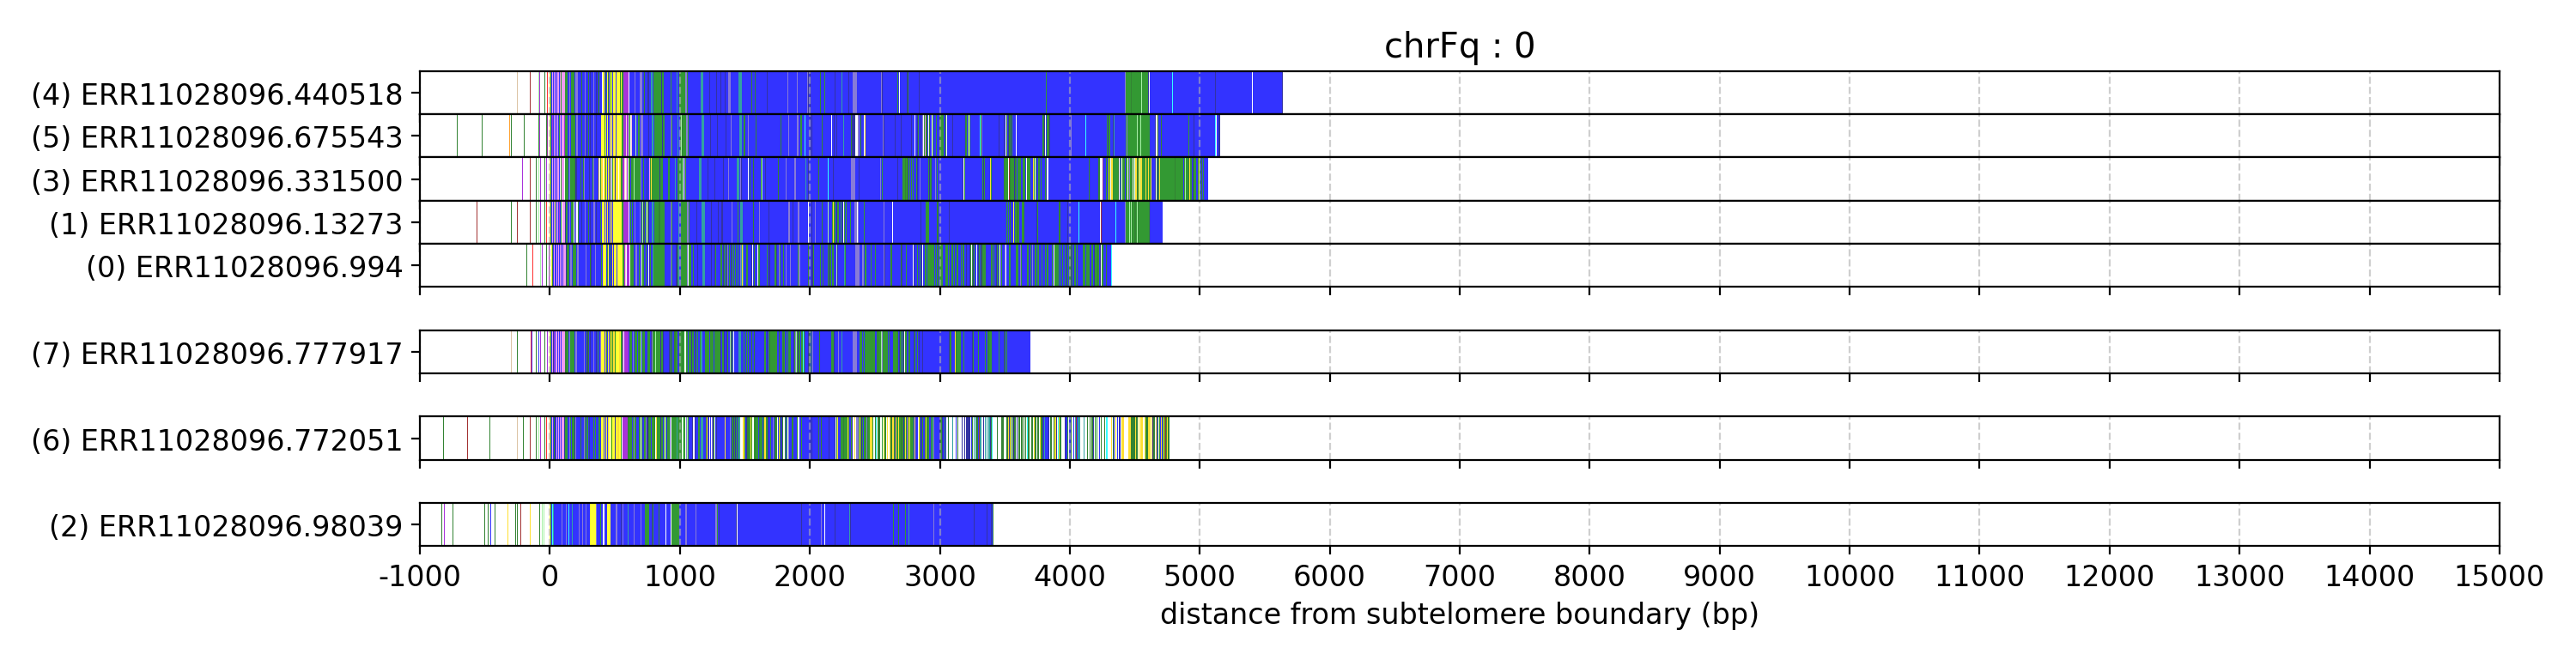 chrFq : 0
(4) ERR11028096.440518
(5) ERR11028096.675543
(3) ERR11028096.331500
(1) ERR11028096.13273
(0) ERR11028096.994
(7) ERR11028096.777917
(6) ERR11028096.772051
(2) ERR11028096.98039
-1000 0 1000 2000 3000 4000 5000 6000 7000 8000 9000 10000 11000 12000 13000 14000 15000
distance from subtelomere boundary (bp)